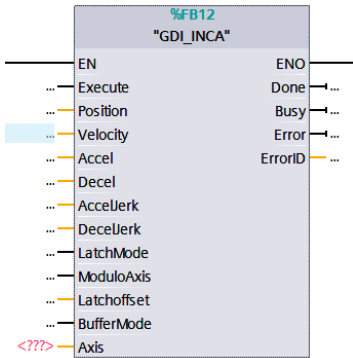 %FB12
"GDI_INCA"
EN ENO
... Execute Done ...
... Position Busy ...
... Velocity Error ...
... Accel ErrorID ...
... Decel
... AccelJerk
... DecelJerk
... LatchMode
... ModuloAxis
... Latchoffset
... BufferMode
<???> Axis